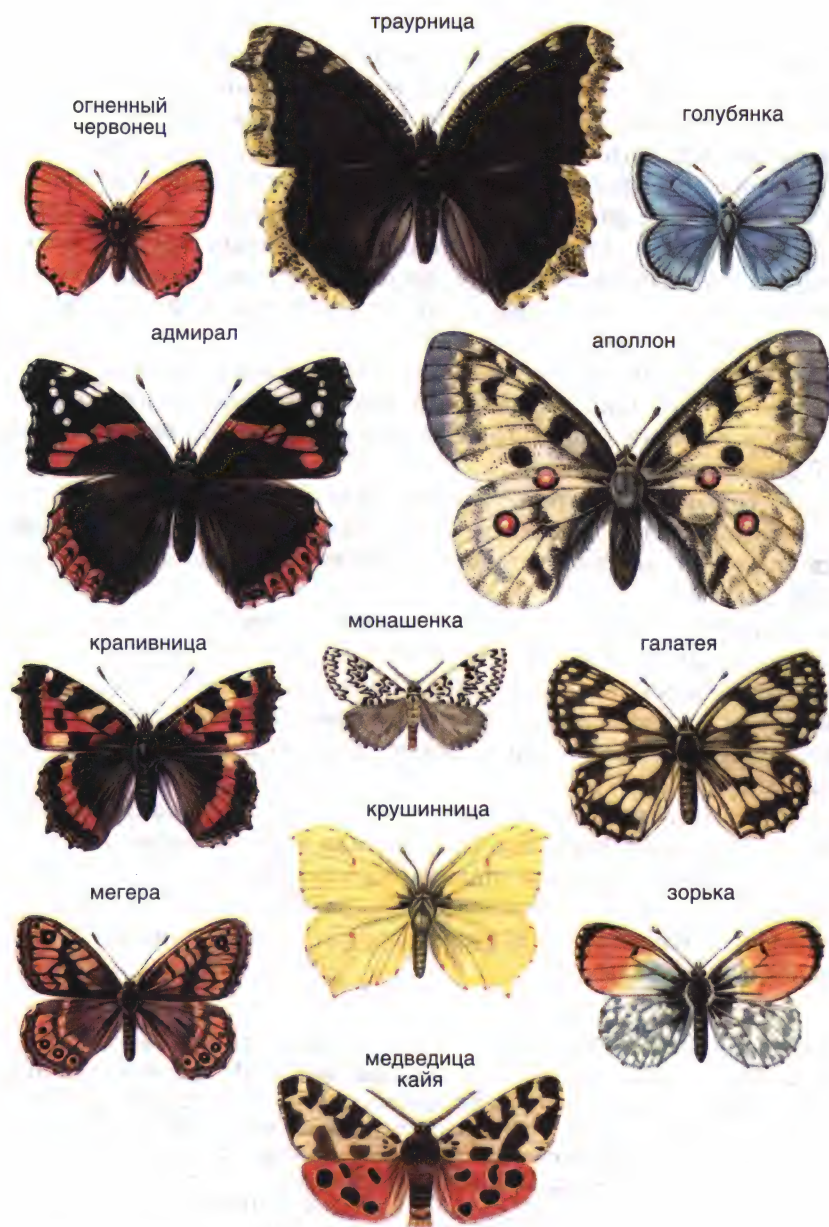 траурница
огненный
червонец
голубянка
адмирал
аполлон
монашенка
крапивница
галатея
крушинница
мегера
зорька
медведица
кайя